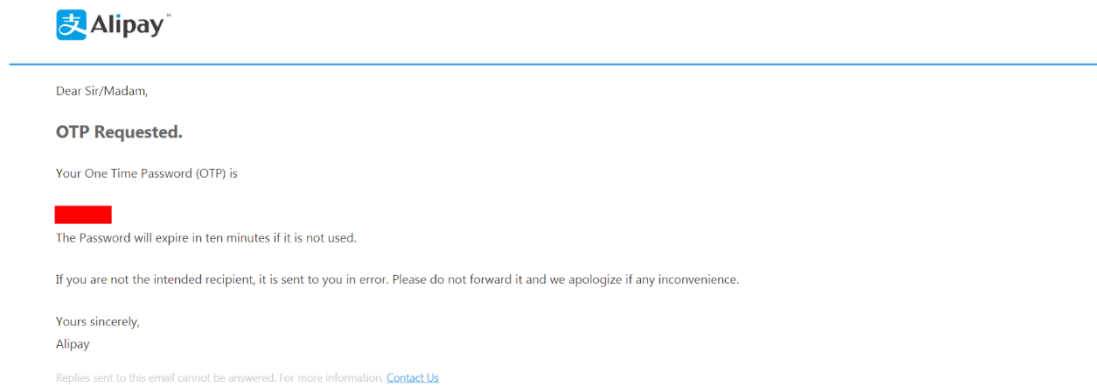 支 Alipay™
Dear Sir/Madam,
OTP Requested.
Your One Time Password (OTP) is
The Password will expire in ten minutes if it is not used.
If you are not the intended recipient, it is sent to you in error. Please do not forward it and we apologize if any inconvenience.
Yours sincerely,
Alipay
Replies sent to this email cannot be answered. For more information, Contact Us